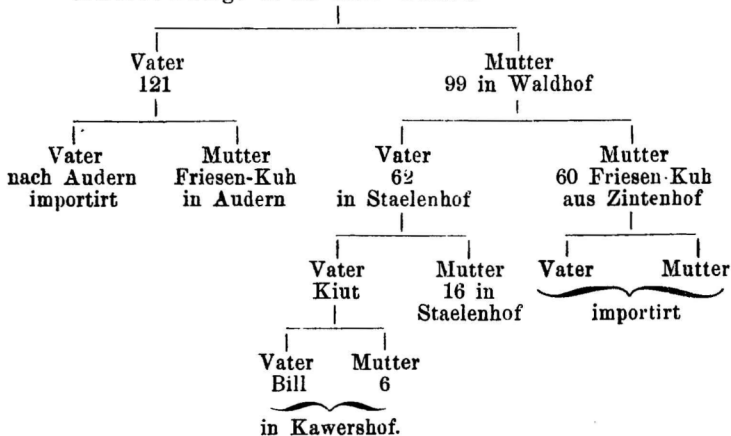 Vater Mutter
121 99 in Waldhof
Vater Mutter Vater Mutter
nach Audern Friesen-Kuh 62 60 Friesen-Kuh
importirt in Audern in Staelenhof aus Zintenhof
Vater Mutter Vater Mutter
Kiut 16 in importirt
Staelenhof
Vater Mutter
Bill 6
in Kawershof.